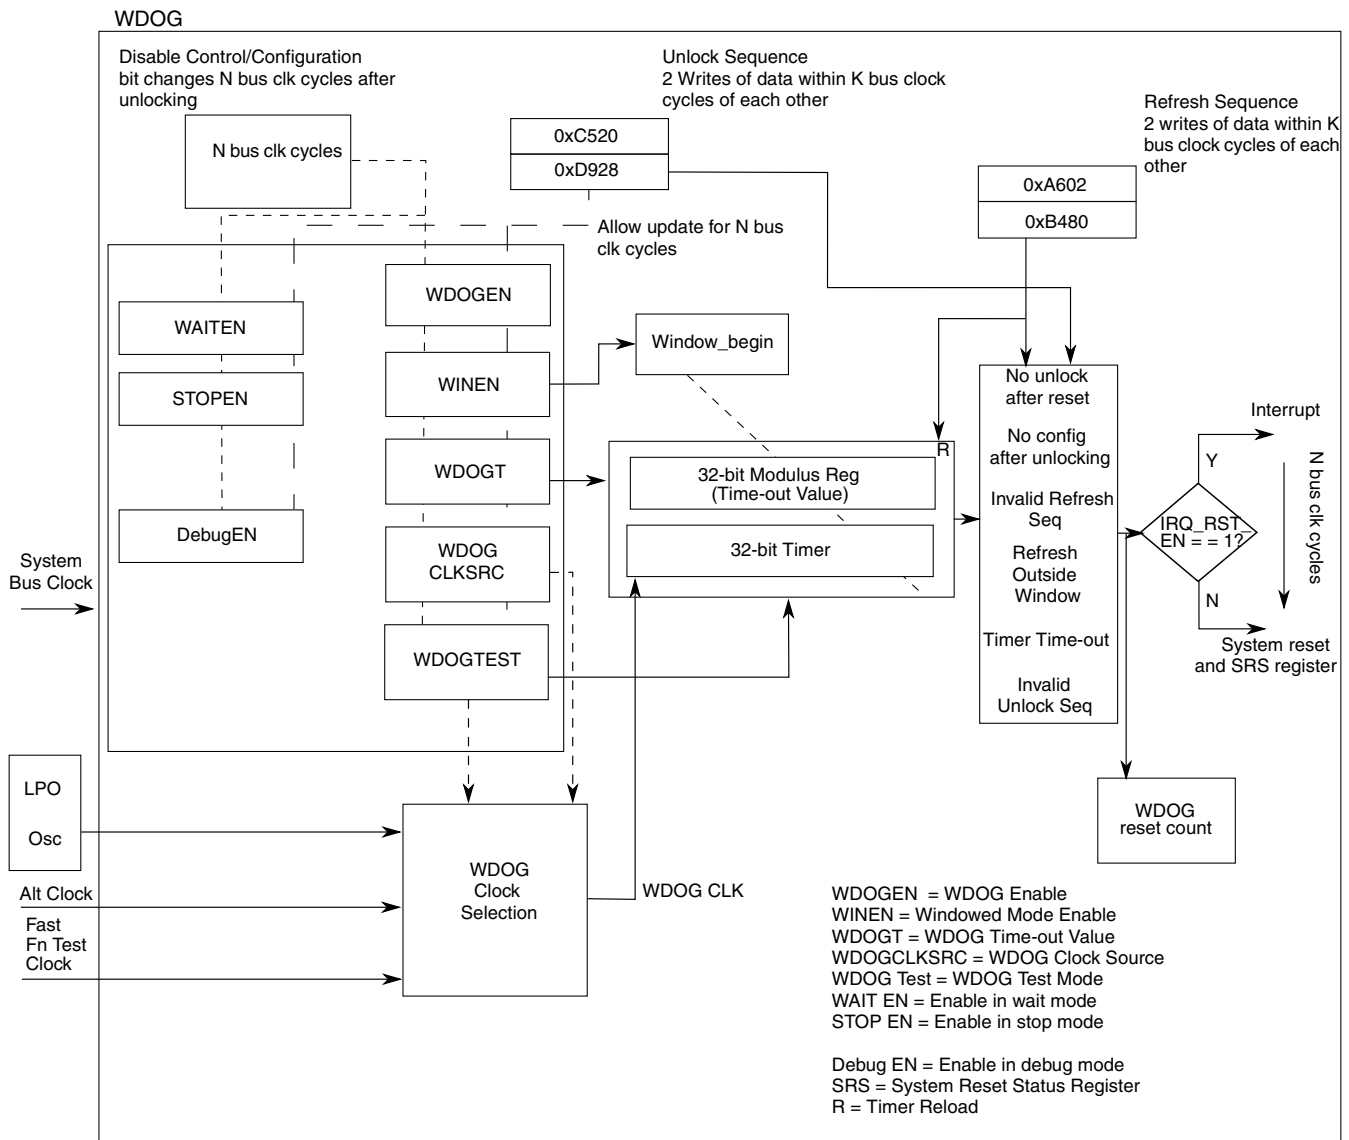 WDOG
Disable Control/Configuration
bit changes N bus clk cycles after
unlocking
N bus clk cycles
Unlock Sequence
2 Writes of data within K bus clock
cycles of each other
0xC520
0xD928
Allow update for N bus
clk cycles
Refresh Sequence
2 writes of data within K
bus clock cycles of each
other
0xA602
0xB480
WAITEN
STOPEN
DebugEN
WDOGEN
WINEN
WDOGT
WDOG
CLKSRC
WDOGTEST
Window_begin
R
32-bit Modulus Reg
(Time-out Value)
32-bit Timer
No unlock
after reset
No config
after unlocking
Invalid Refresh
Seq
Refresh
Outside
Window
Timer Time-out
Invalid
Unlock Seq
Interrupt
Y
IRQ_RST_
EN = = 1?
N
N bus clk cycles
System reset
and SRS register
System
Bus Clock
LPO
Osc
Alt Clock
Fast
Fn Test
Clock
WDOG
Clock
Selection
WDOG CLK
WDOG
reset count
WDOGEN = WDOG Enable
WINEN = Windowed Mode Enable
WDOGT = WDOG Time-out Value
WDOGCLKSRC = WDOG Clock Source
WDOG Test = WDOG Test Mode
WAIT EN = Enable in wait mode
STOP EN = Enable in stop mode
Debug EN = Enable in debug mode
SRS = System Reset Status Register
R = Timer Reload